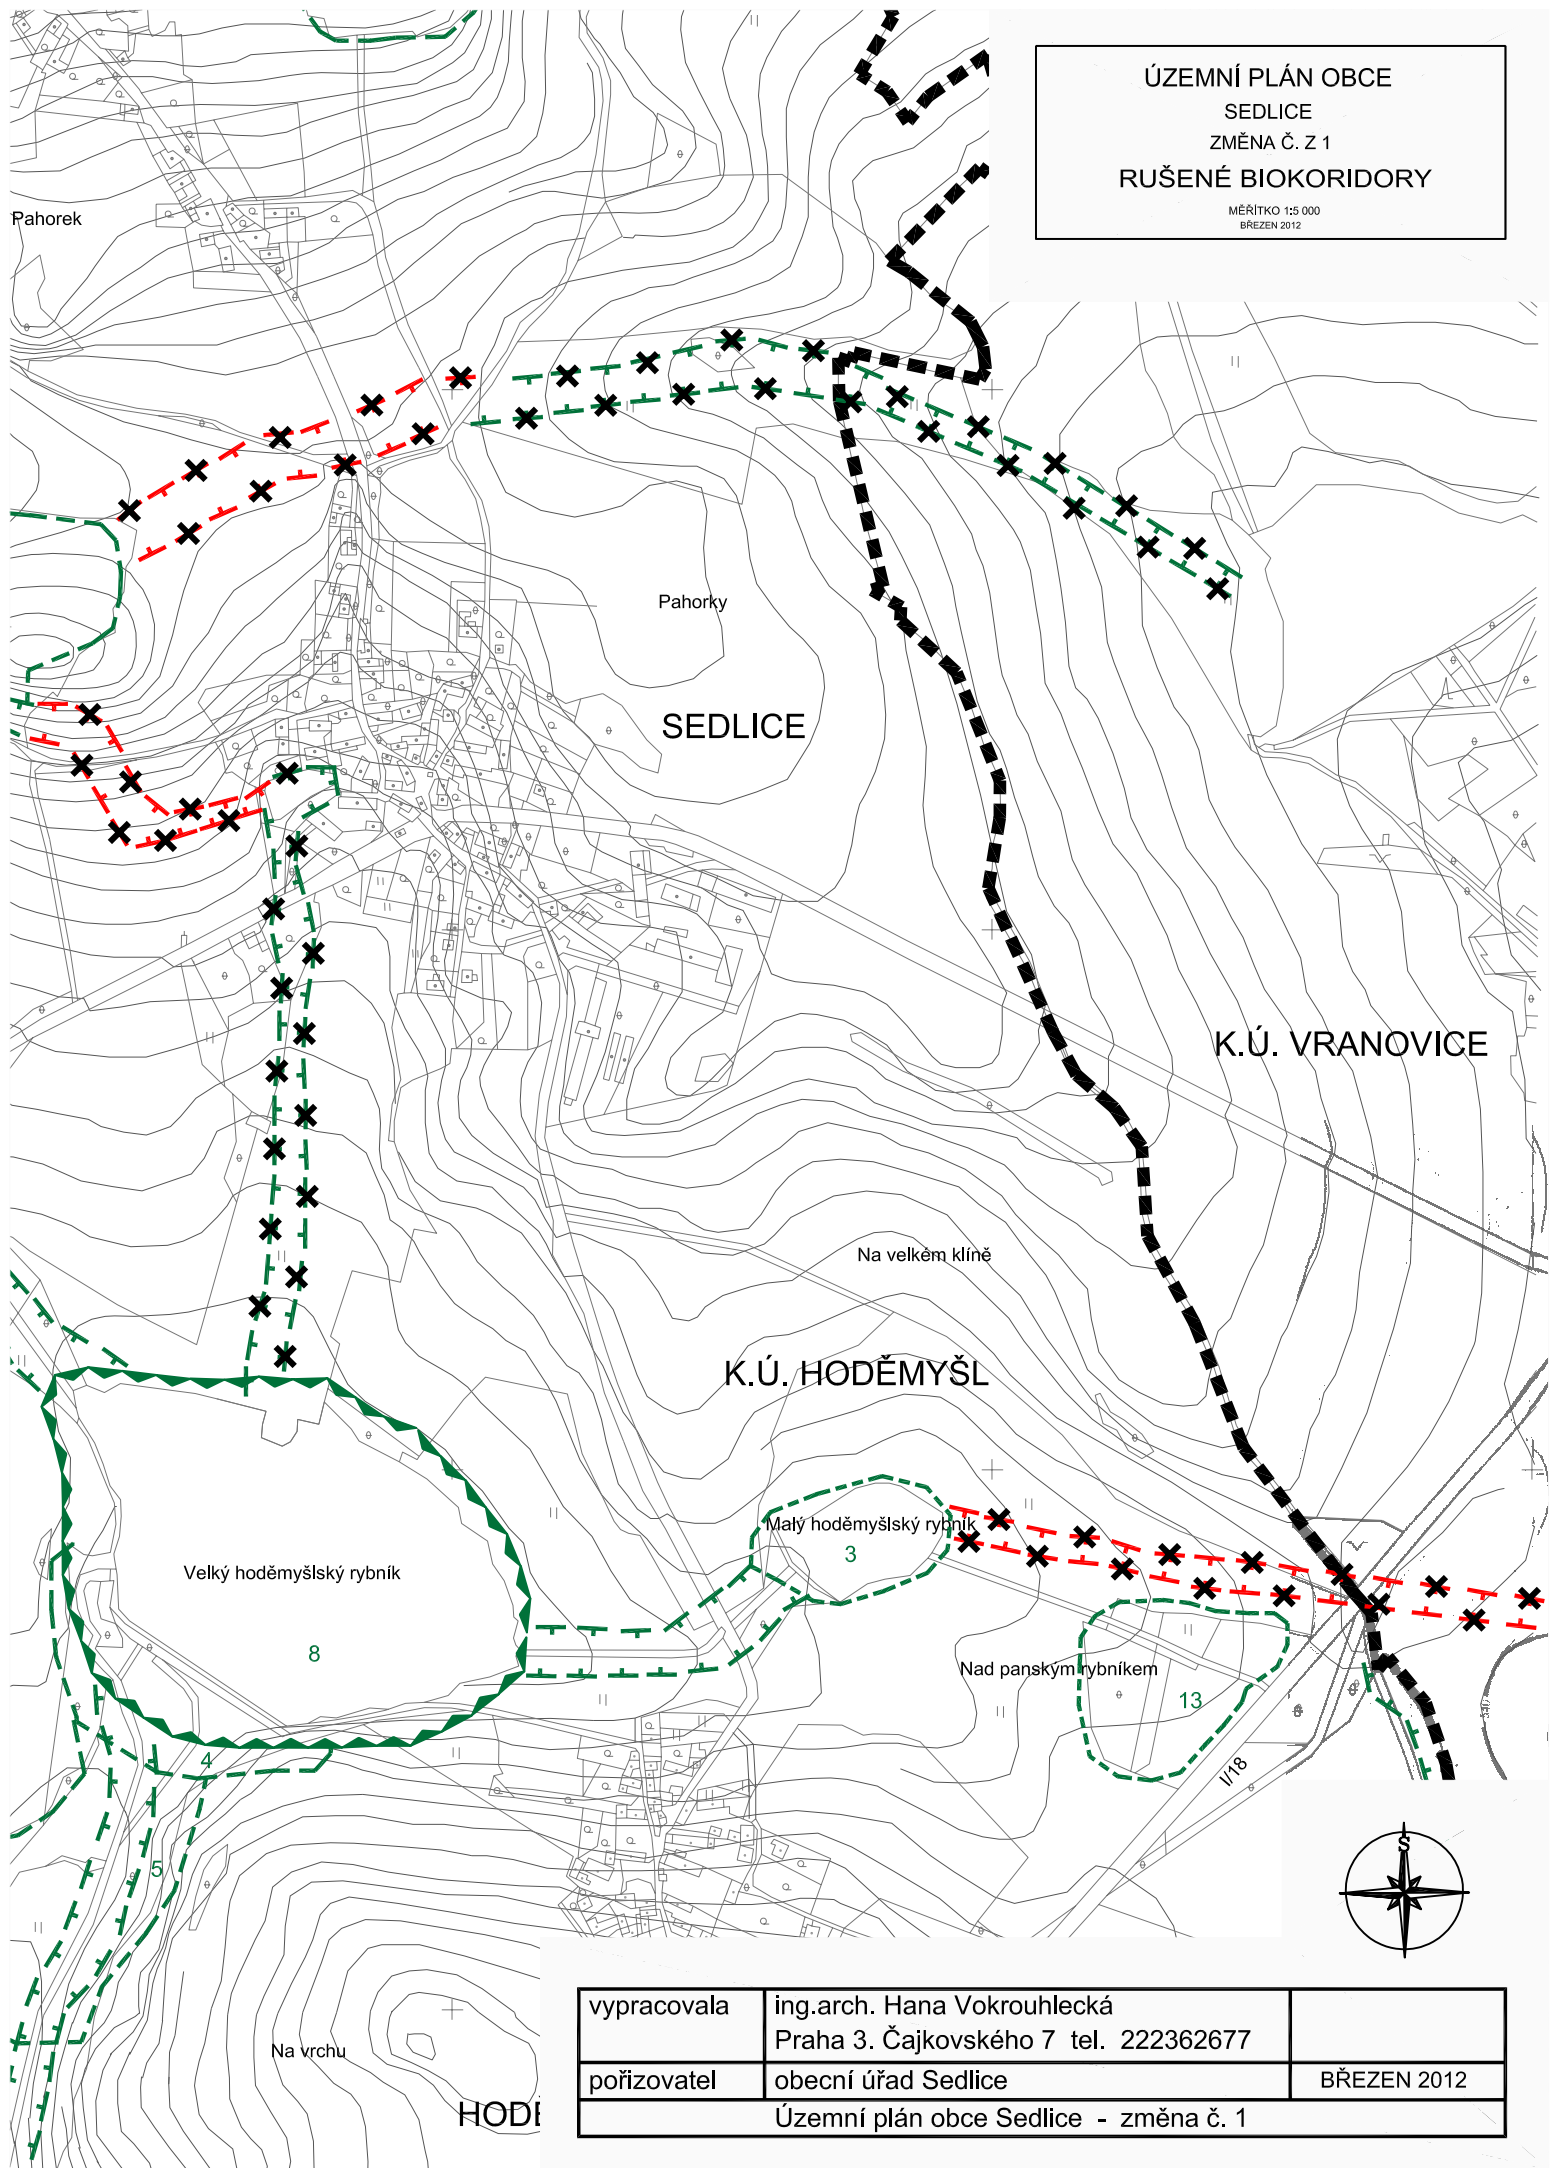 ÚZEMNÍ PLÁN OBCE
SEDLICE
ZMĚNA Č. Z 1
RUŠENÉ BIOKORIDORY
MĚŘÍTKO 1:5 000
BŘEZEN 2012
Pahorek
Pahorky
SEDLICE
K.Ú. VRANOVICE
Na velkém klíně
K.Ú. HODĚMYŠL
Malý hoděmyšlský rybník
3
Velký hoděmyšlský rybník
8
Nad panským rybníkem
13
4
I/18
5
S
Na vrchu
HODĚ
vypracovala
ing.arch. Hana Vokrouhlecká
Praha 3. Čajkovského 7 tel. 222362677
pořizovatel
obecní úřad Sedlice
BŘEZEN 2012
Územní plán obce Sedlice - změna č. 1